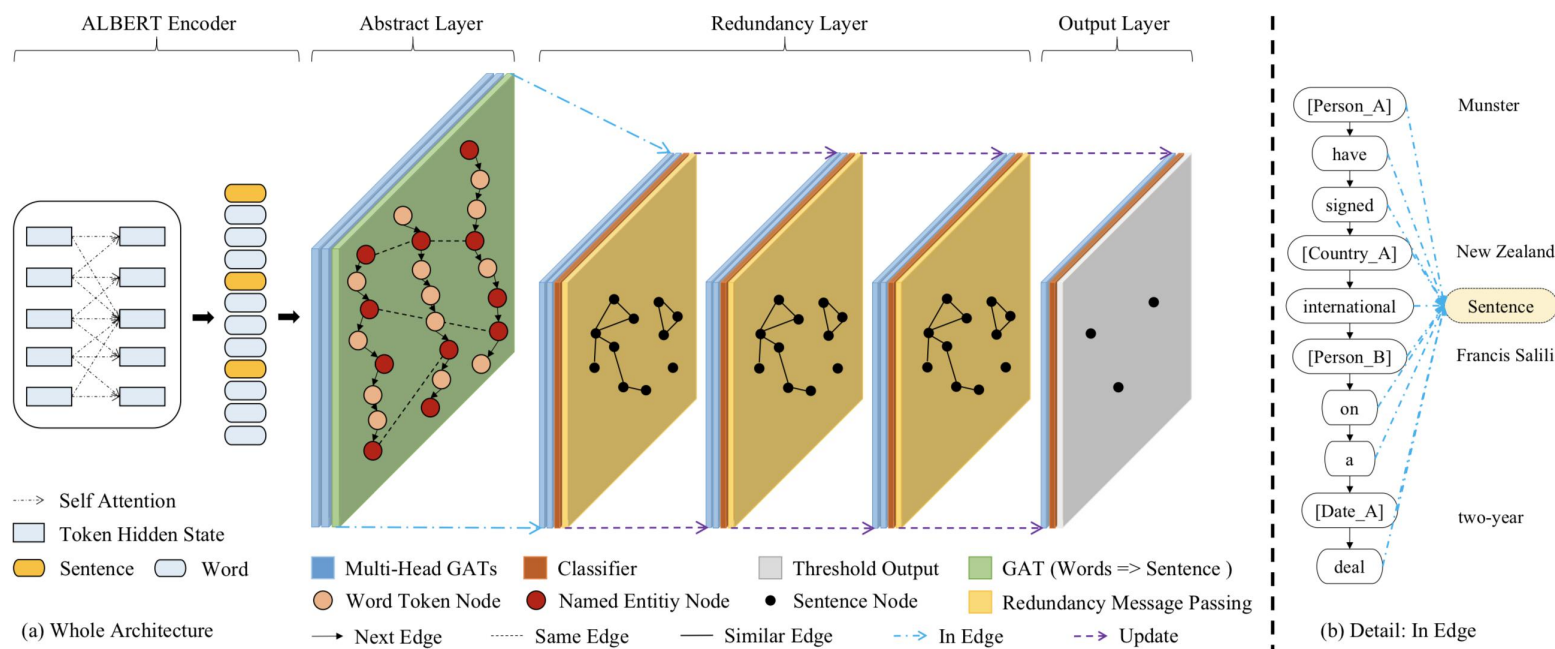 ALBERT Encoder
Abstract Layer
Redundancy Layer
Output Layer
Self Attention
Token Hidden State
Sentence
Word
Multi-Head GATs
Classifier
Threshold Output
GAT (Words => Sentence )
Word Token Node
Named Entitiy Node
Sentence Node
Redundancy Message Passing
Next Edge
Same Edge
Similar Edge
In Edge
Update
(a) Whole Architecture
[Person_A]
Munster
have
signed
[Country_A]
New Zealand
international
Sentence
[Person_B]
Francis Salili
on
a
[Date_A]
two-year
deal
(b) Detail: In Edge